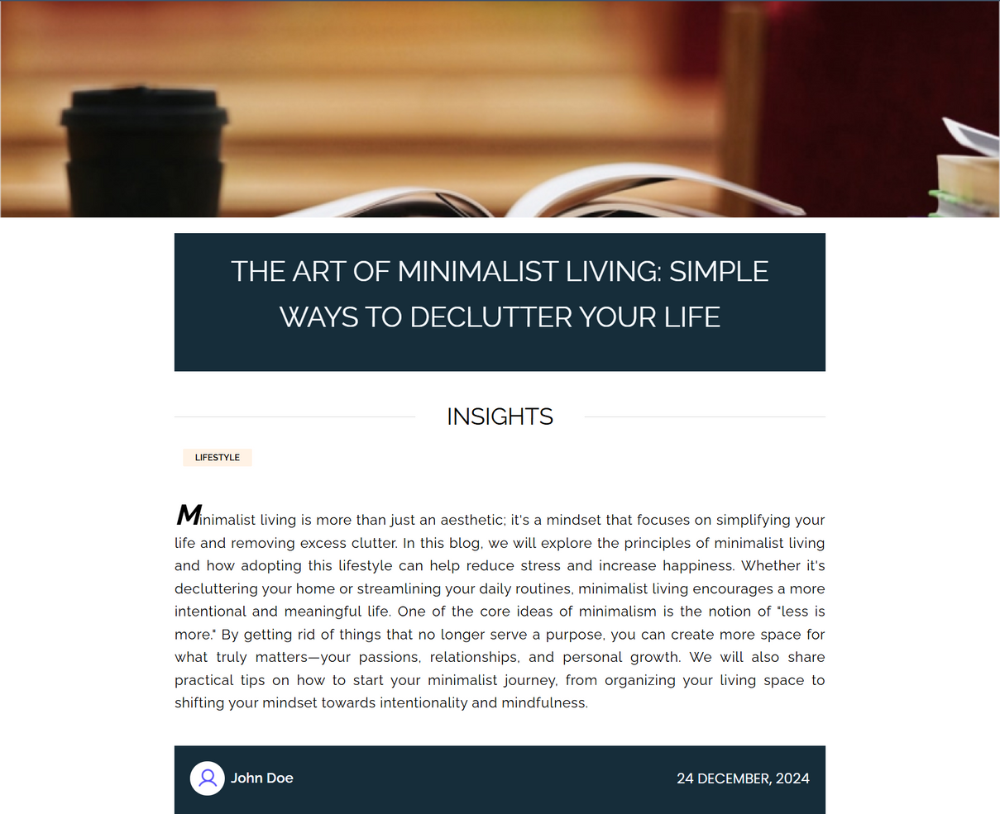 THE ART OF MINIMALIST LIVING: SIMPLE
WAYS TO DECLUTTER YOUR LIFE
INSIGHTS
LIFESTYLE
Minimalist living is more than just an aesthetic; it's a mindset that focuses on simplifying your
life and removing excess clutter. In this blog, we will explore the principles of minimalist living
and how adopting this lifestyle can help reduce stress and increase happiness. Whether it's
decluttering your home or streamlining your daily routines, minimalist living encourages a more
intentional and meaningful life. One of the core ideas of minimalism is the notion of "less is
more." By getting rid of things that no longer serve a purpose, you can create more space for
what truly matters—your passions, relationships, and personal growth. We will also share
practical tips on how to start your minimalist journey, from organizing your living space to
shifting your mindset towards intentionality and mindfulness.
John Doe
24 DECEMBER, 2024